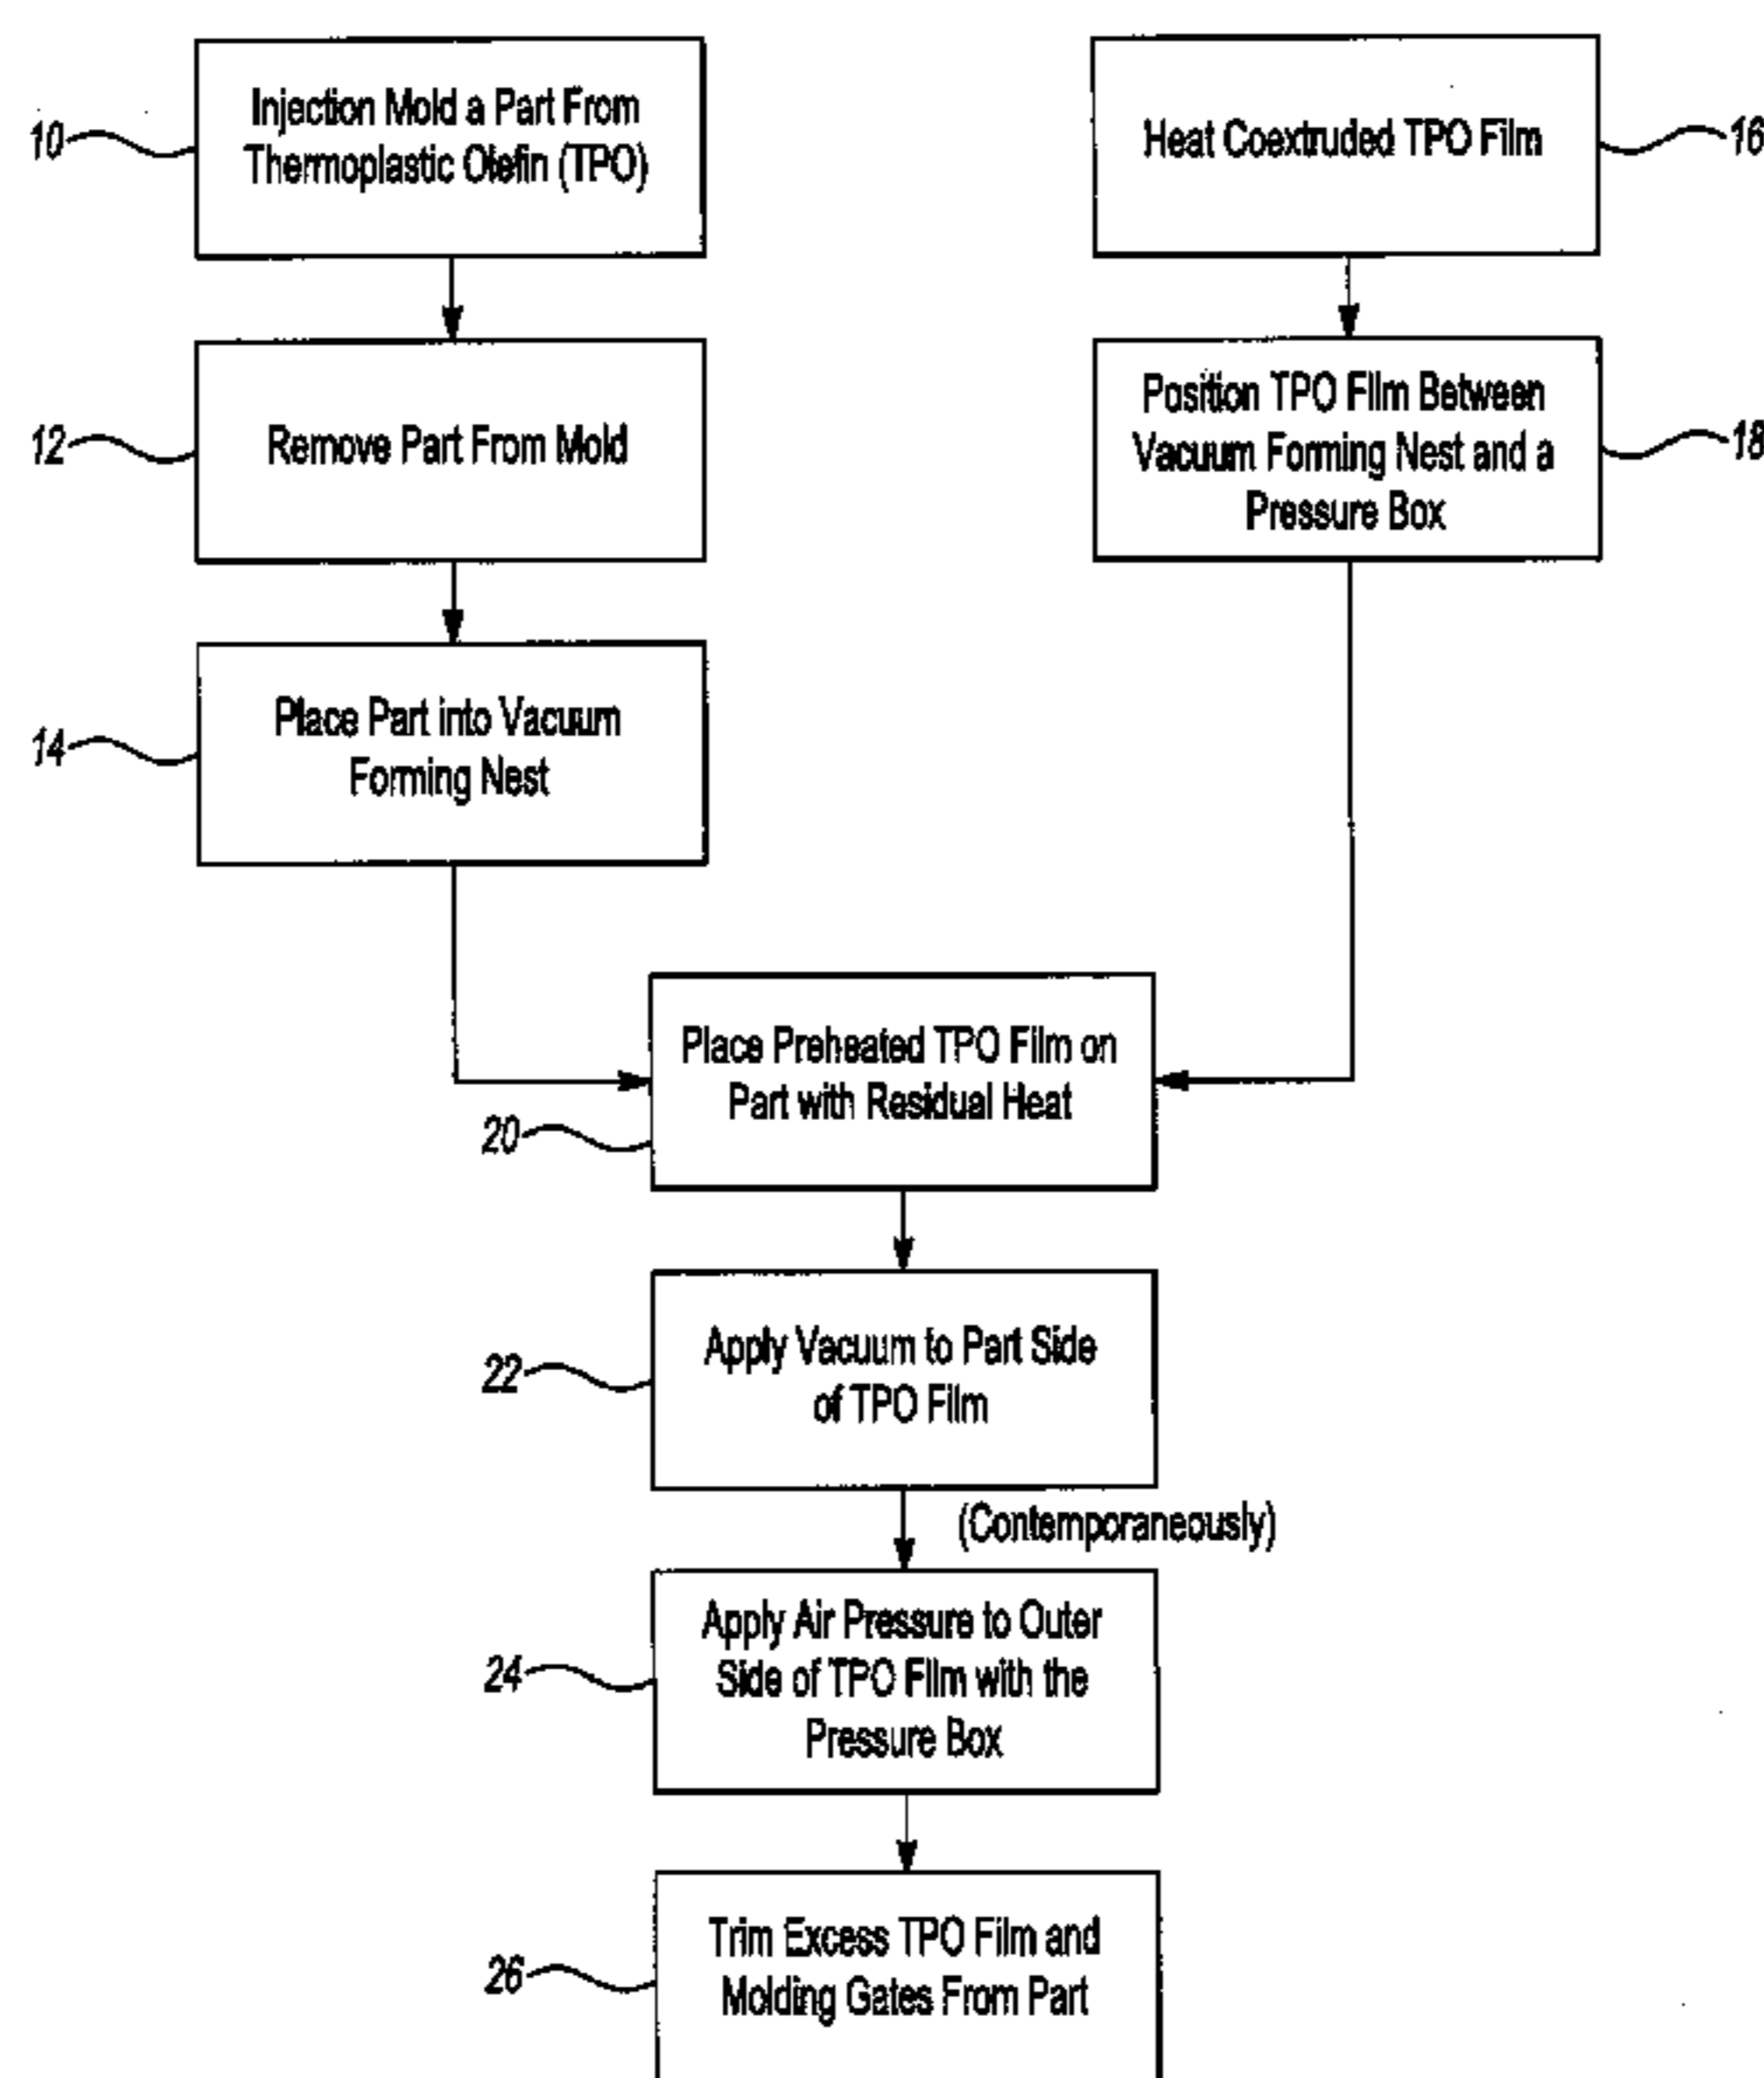 10
Injection Mold a Part From
Thermoplastic Olefin (TPO)
12
Remove Part From Mold
14
Place Part into Vacuum
Forming Nest
Heat Coextruded TPO Film
16
Position TPO Film Between
Vacuum Forming Nest and a
Pressure Box
18
Place Preheated TPO Film on
Part with Residual Heat
20
Apply Vacuum to Part Side
of TPO Film
22
(Contemporaneously)
Apply Air Pressure to Outer
Side of TPO Film with the
Pressure Box
24
Trim Excess TPO Film and
Molding Gates From Part
26